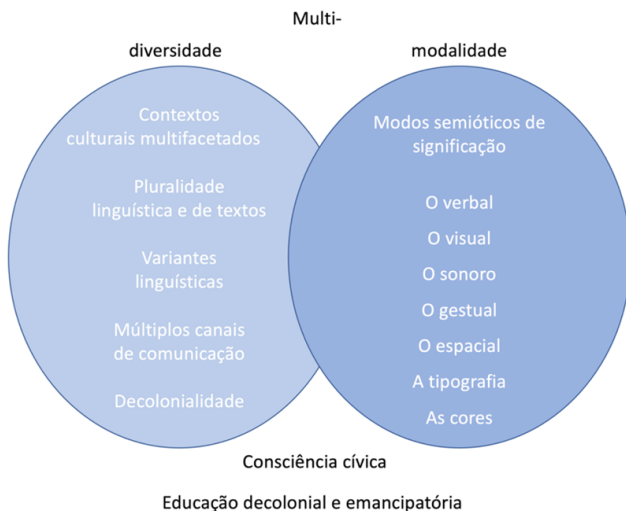 Multi-
diversidade
modalidade
Contextos
culturais multifacetados
Pluralidade
linguística e de textos
Variantes
linguísticas
Múltiplos canais
de comunicação
Decolonialidade
Modos semióticos de
significação
O verbal
O visual
O sonoro
O gestual
O espacial
A tipografia
As cores
Consciência cívica
Educação decolonial e emancipatória